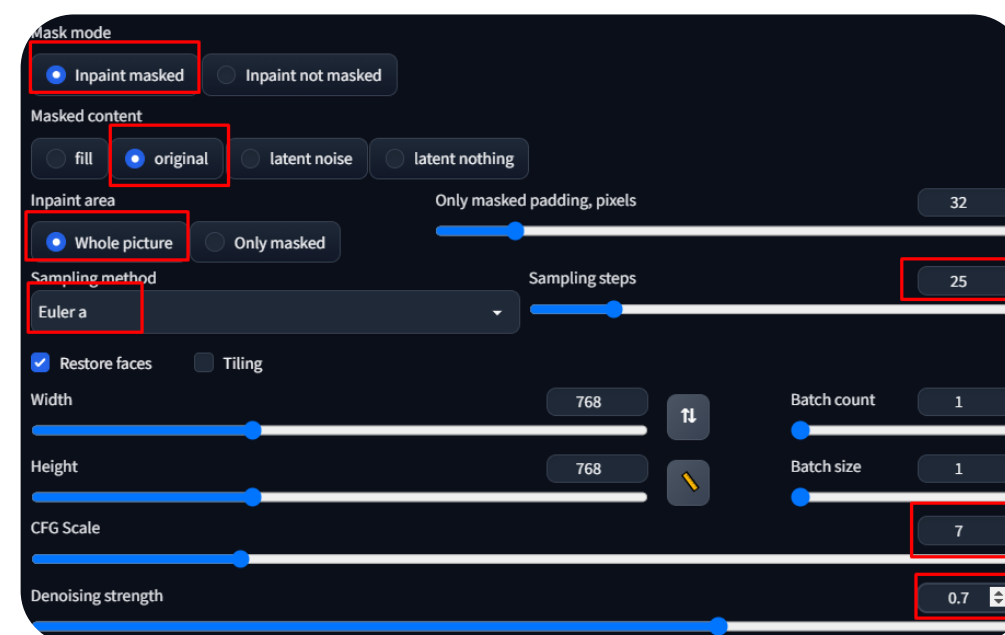 Mask mode
Inpaint masked Inpaint not masked
Masked content
fill original latent noise latent nothing
Inpaint area Only masked padding, pixels 32
Whole picture Only masked
Sampling method Sampling steps 25
Euler a
Restore faces Tiling
Width 768 Batch count 1
Height 768 Batch size 1
CFG Scale 7
Denoising strength 0.7